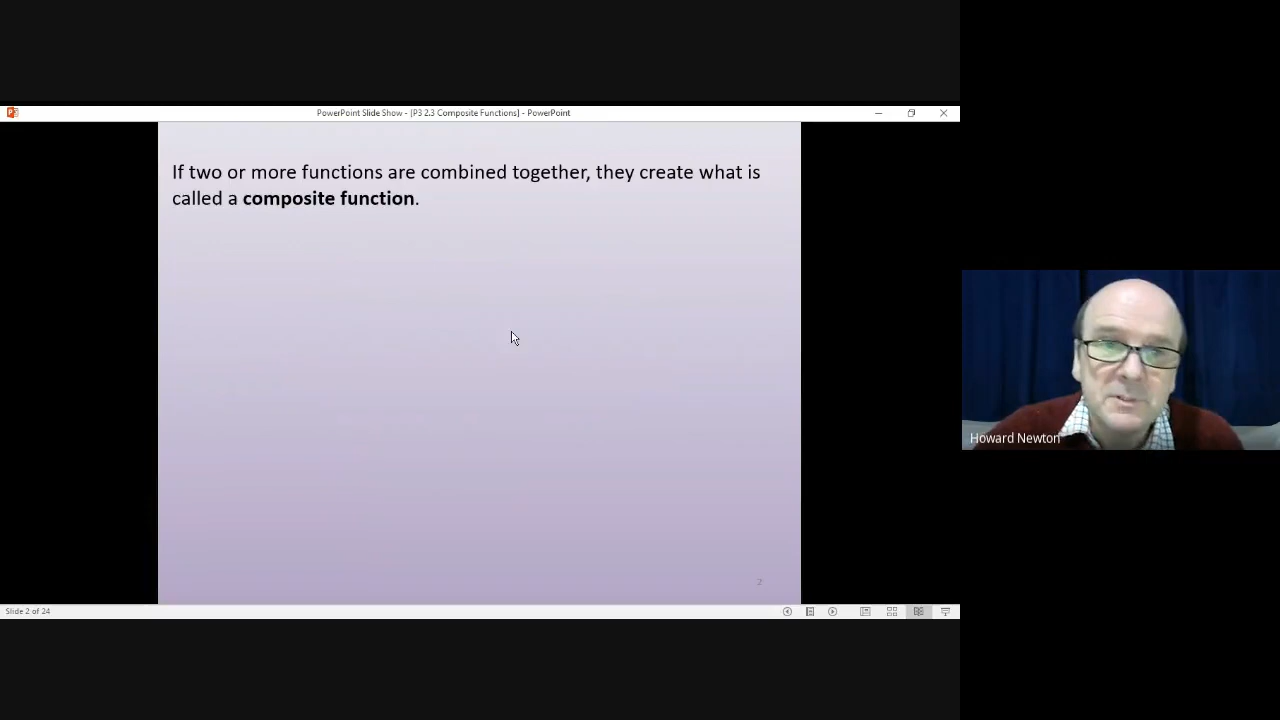 PowerPoint Slide Show - [P3 2.3 Composite Functions] - PowerPoint
If two or more functions are combined together, they create what is
called a composite function.
Howard Newton
2
Slide 2 of 24